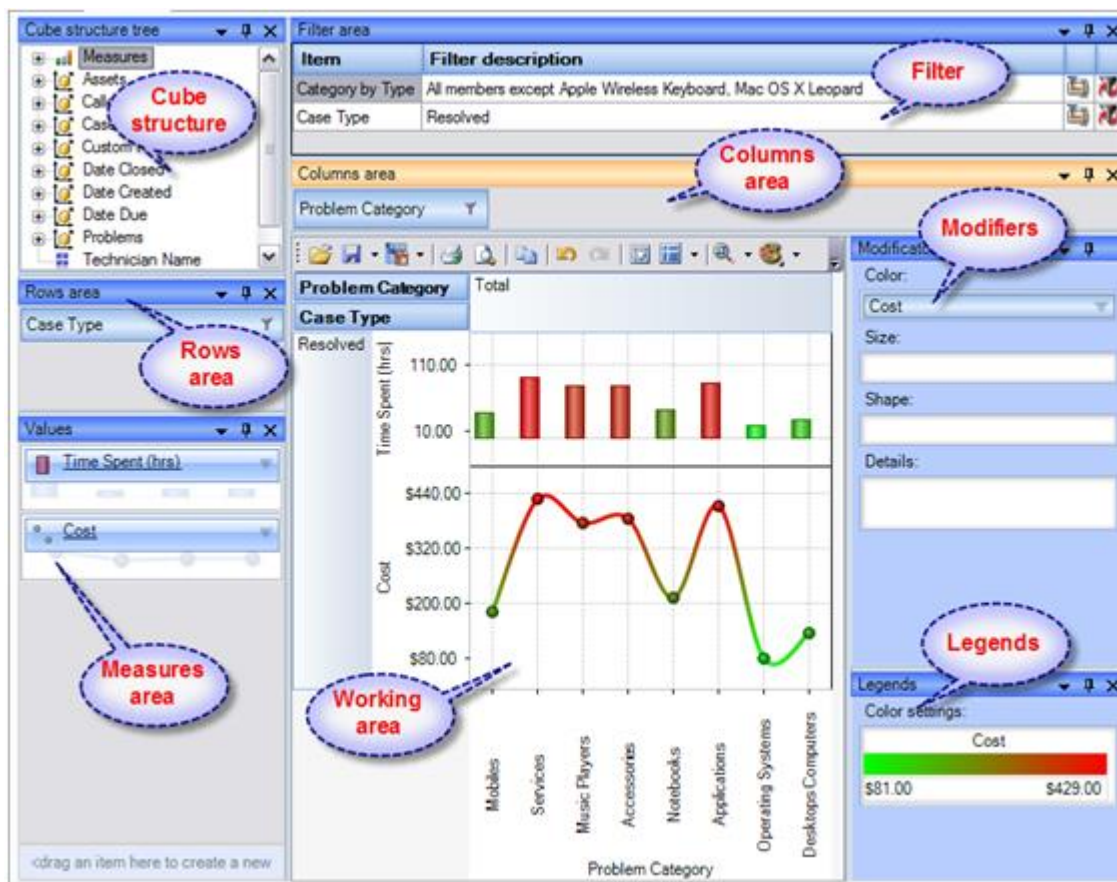 Cube structure tree
Measures
Assets
Cube structure
Custom
Date Closed
Date Created
Date Due
Problems
Technician Name
Filter area
Item Filter description
Category by Type All members except Apple Wireless Keyboard, Mac OS X Leopard
Case Type Resolved
Filter
Columns area
Columns area
Problem Category
Rows area
Case Type
Rows area
Values
Time Spent (hrs)
Cost
Measures area
<drag an item here to create a new
Problem Category
Case Type
Total
Resolved
Time Spent (hrs)
110.00
10.00
Cost
$440.00
$320.00
$200.00
$80.00
Working area
Mobiles
Services
Music Players
Accessories
Notebooks
Applications
Operating Systems
Desktops Computers
Problem Category
Modifiers
Color:
Cost
Size:
Shape:
Details:
Legends
Legends
Color settings:
Cost
$81.00 $429.00